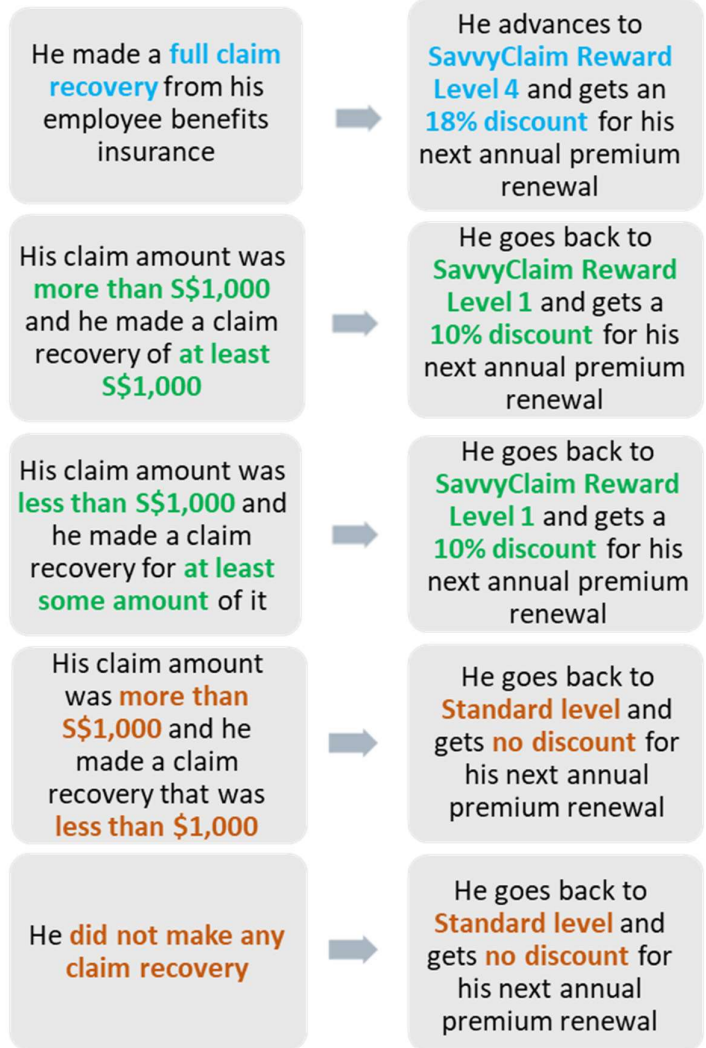 He made a full claim
recovery from his
employee benefits
insurance
He advances to
SavvyClaim Reward
Level 4 and gets an
18% discount for his
next annual premium
renewal
His claim amount was
more than S$1,000
and he made a claim
recovery of at least
S$1,000
He goes back to
SavvyClaim Reward
Level 1 and gets a
10% discount for his
next annual premium
renewal
His claim amount was
less than S$1,000 and
he made a claim
recovery for at least
some amount of it
He goes back to
SavvyClaim Reward
Level 1 and gets a
10% discount for his
next annual premium
renewal
His claim amount
was more than
S$1,000 and he
made a claim
recovery that was
less than $1,000
He goes back to
Standard level and
gets no discount for
his next annual
premium renewal
He did not make any
claim recovery
He goes back to
Standard level and
gets no discount for
his next annual
premium renewal